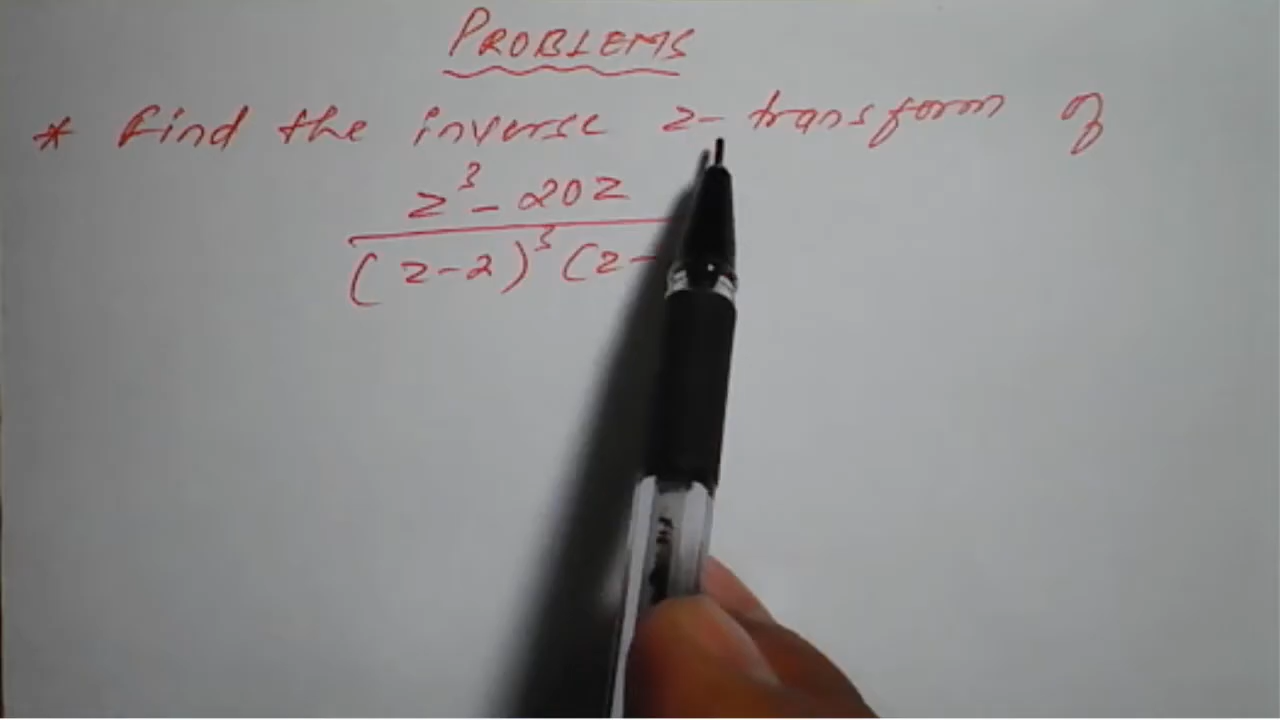 PROBLEMS
* Find the inverse z-transform of
z³-20z
(z-2)³(z-